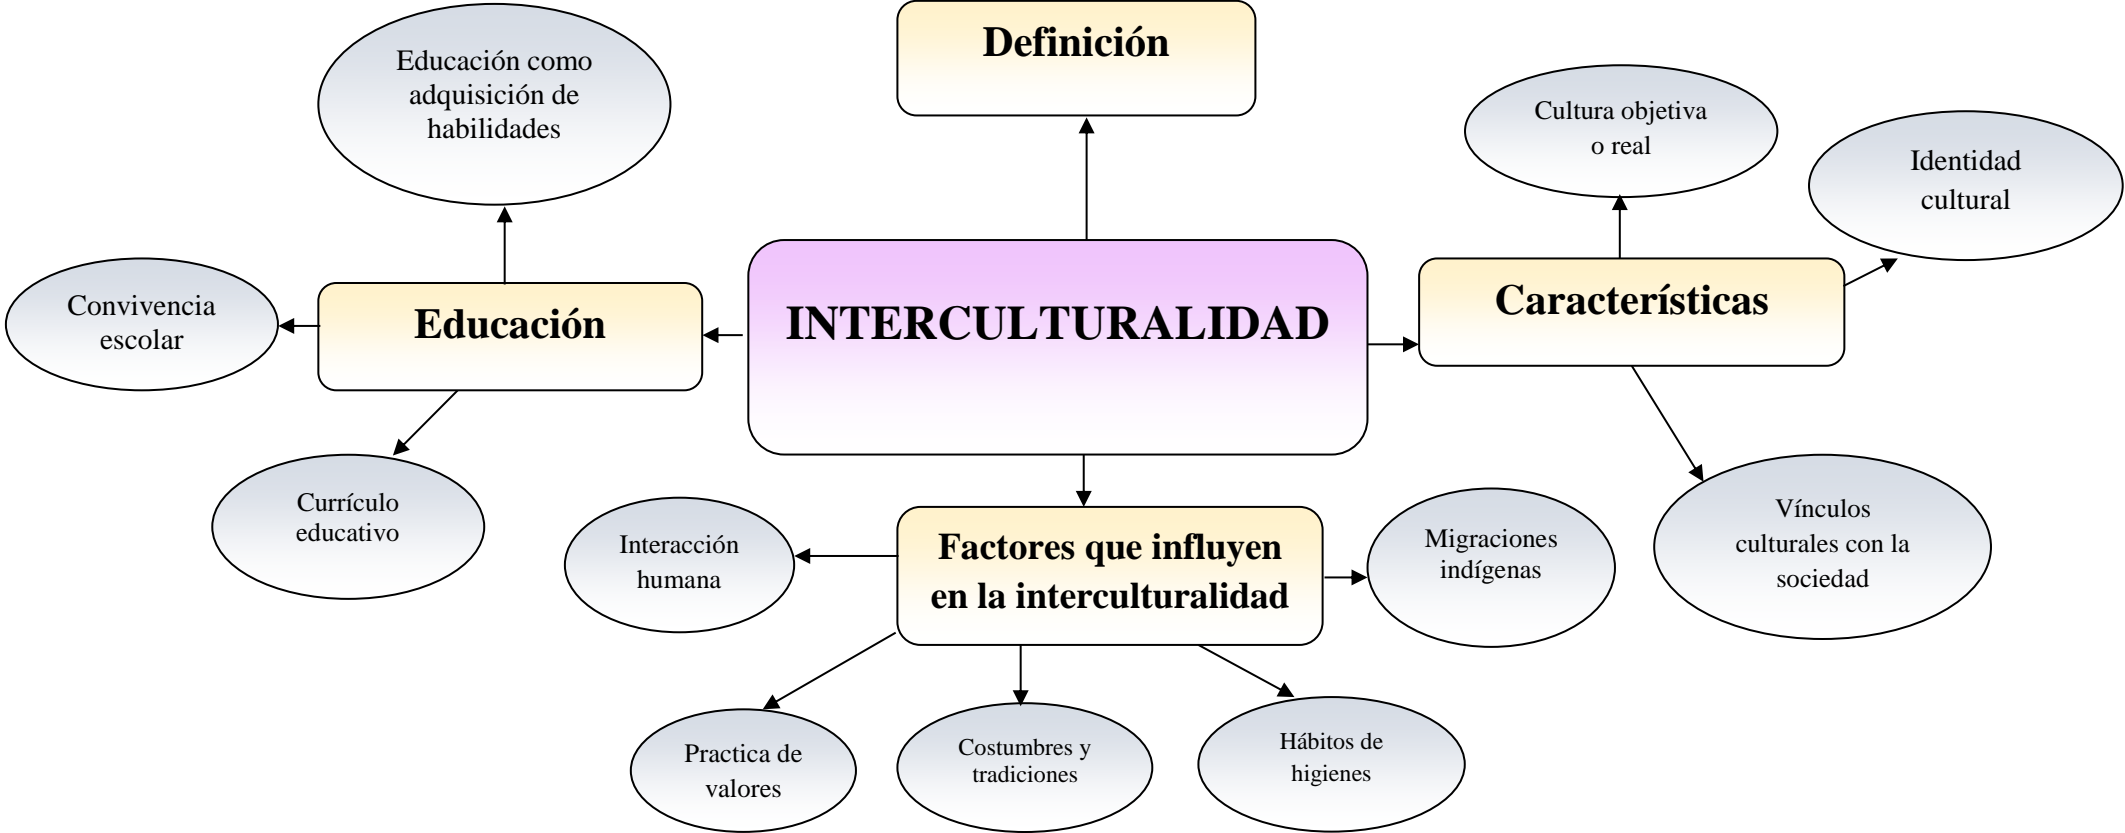 Definición
Educación como
adquisición de
habilidades
Cultura objetiva
o real
Identidad
cultural
Convivencia
escolar
Educación
INTERCULTURALIDAD
Características
Currículo
educativo
Interacción
humana
Factores que influyen
en la interculturalidad
Migraciones
indígenas
Vínculos
culturales con la
sociedad
Practica de
valores
Costumbres y
tradiciones
Hábitos de
higienes